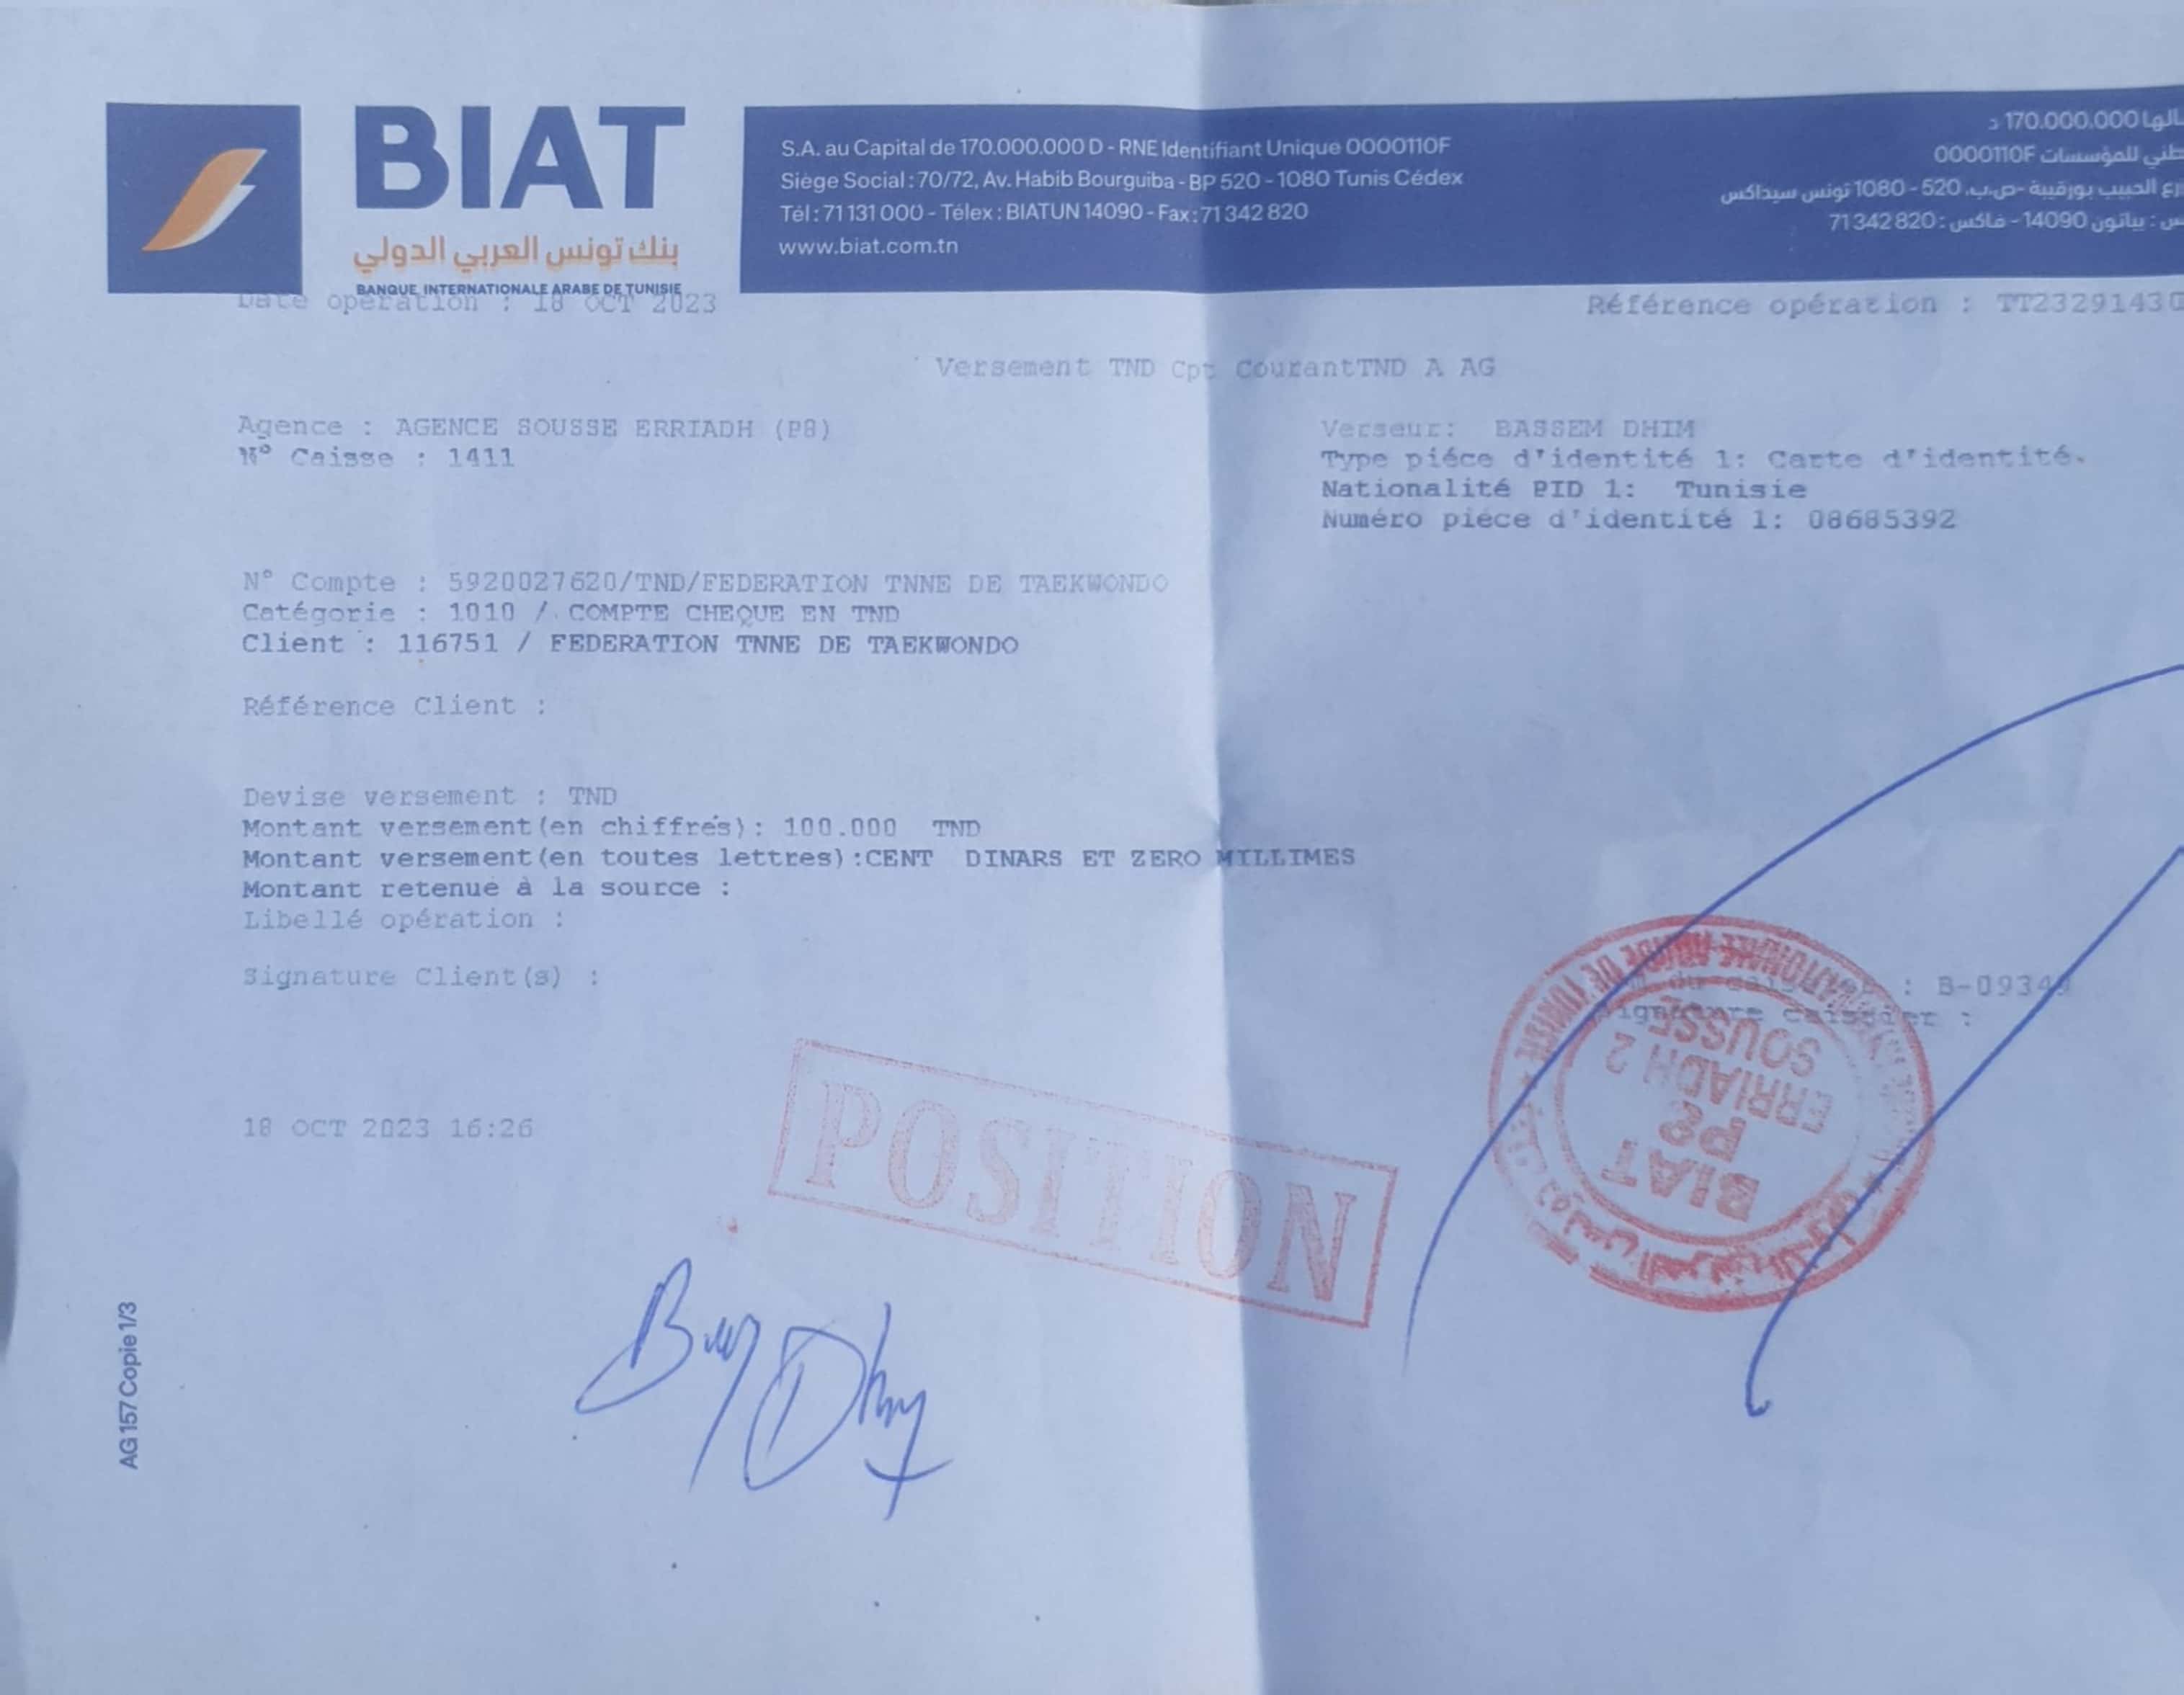 BIAT
بنك تونس العربي الدولي
BANQUE INTERNATIONALE ARABE DE TUNISIE
S.A. au Capital de 170.000.000 D - RNE Identifiant Unique 0000110F
Siège Social : 70/72, Av. Habib Bourguiba - BP 520 - 1080 Tunis Cédex
Tél : 71 131 000 - Télex : BIATUN 14090 - Fax : 71 342 820
www.biat.com.tn
170.000.000 د
للمؤسسات 0000110F
الحبيب بورقيبة -ص.ب. 520 - 1080 تونس سيداكس
بياتون 14090 - فاكس : 71 342 820
Date opération : 18 OCT 2023
Référence opération : TT23291430
Versement TND Cpt CourantTND A AG
Agence : AGENCE SOUSSE ERRIADH (P8)
N° Caisse : 1411
Verseur: BASSEM DHIM
Type piéce d'identité 1: Carte d'identité.
Nationalité PID 1: Tunisie
Numéro piéce d'identité 1: 08685392
N° Compte : 5920027620/TND/FEDERATION TNNE DE TAEKWONDO
Catégorie : 1010 / COMPTE CHEQUE EN TND
Client : 116751 / FEDERATION TNNE DE TAEKWONDO
Référence Client :
Devise versement : TND
Montant versement(en chiffres): 100.000 TND
Montant versement(en toutes lettres):CENT DINARS ET ZERO MILLIMES
Montant retenue à la source :
Libellé opération :
Signature Client(s) :
: B-09349
Signature caissier :
18 OCT 2023 16:26
POSITION
BIAT
P8
ERRIADH 2
SOUSSE
AG 157 Copie 1/3